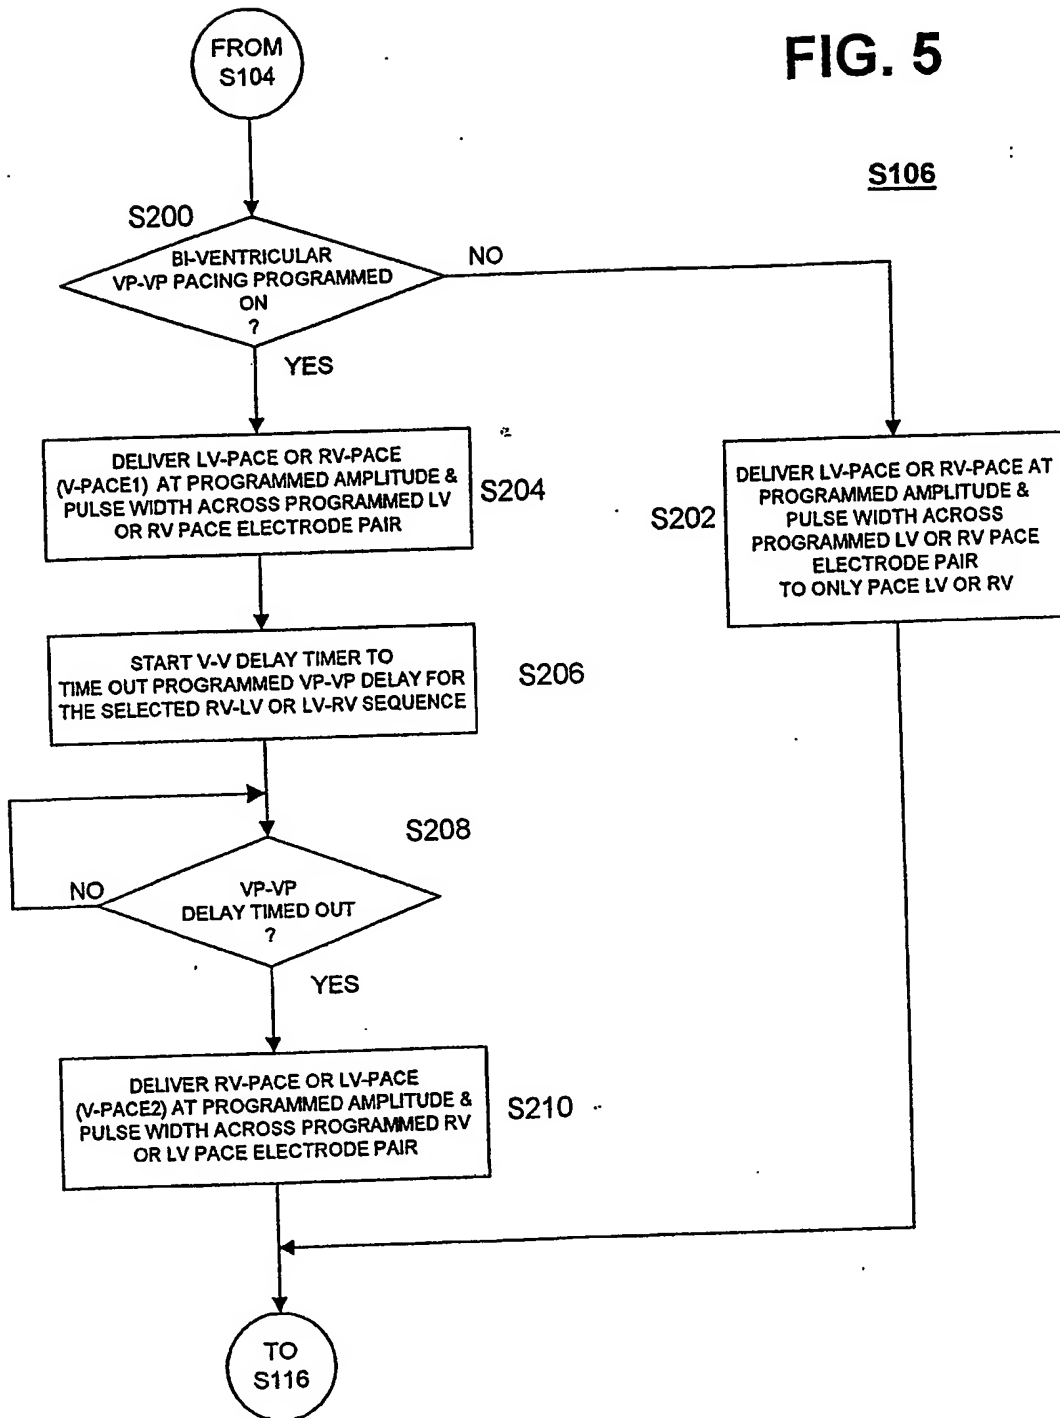 FROM
S104
FIG. 5
S106
S200
BI-VENTRICULAR
VP-VP PACING PROGRAMMED
ON
?
NO
YES
DELIVER LV-PACE OR RV-PACE
(V-PACE1) AT PROGRAMMED AMPLITUDE &
PULSE WIDTH ACROSS PROGRAMMED LV
OR RV PACE ELECTRODE PAIR
S204
S202
DELIVER LV-PACE OR RV-PACE AT
PROGRAMMED AMPLITUDE &
PULSE WIDTH ACROSS
PROGRAMMED LV OR RV PACE
ELECTRODE PAIR
TO ONLY PACE LV OR RV
START V-V DELAY TIMER TO
TIME OUT PROGRAMMED VP-VP DELAY FOR
THE SELECTED RV-LV OR LV-RV SEQUENCE
S206
S208
NO
VP-VP
DELAY TIMED OUT
?
YES
DELIVER RV-PACE OR LV-PACE
(V-PACE2) AT PROGRAMMED AMPLITUDE &
PULSE WIDTH ACROSS PROGRAMMED RV
OR LV PACE ELECTRODE PAIR
S210
TO
S116